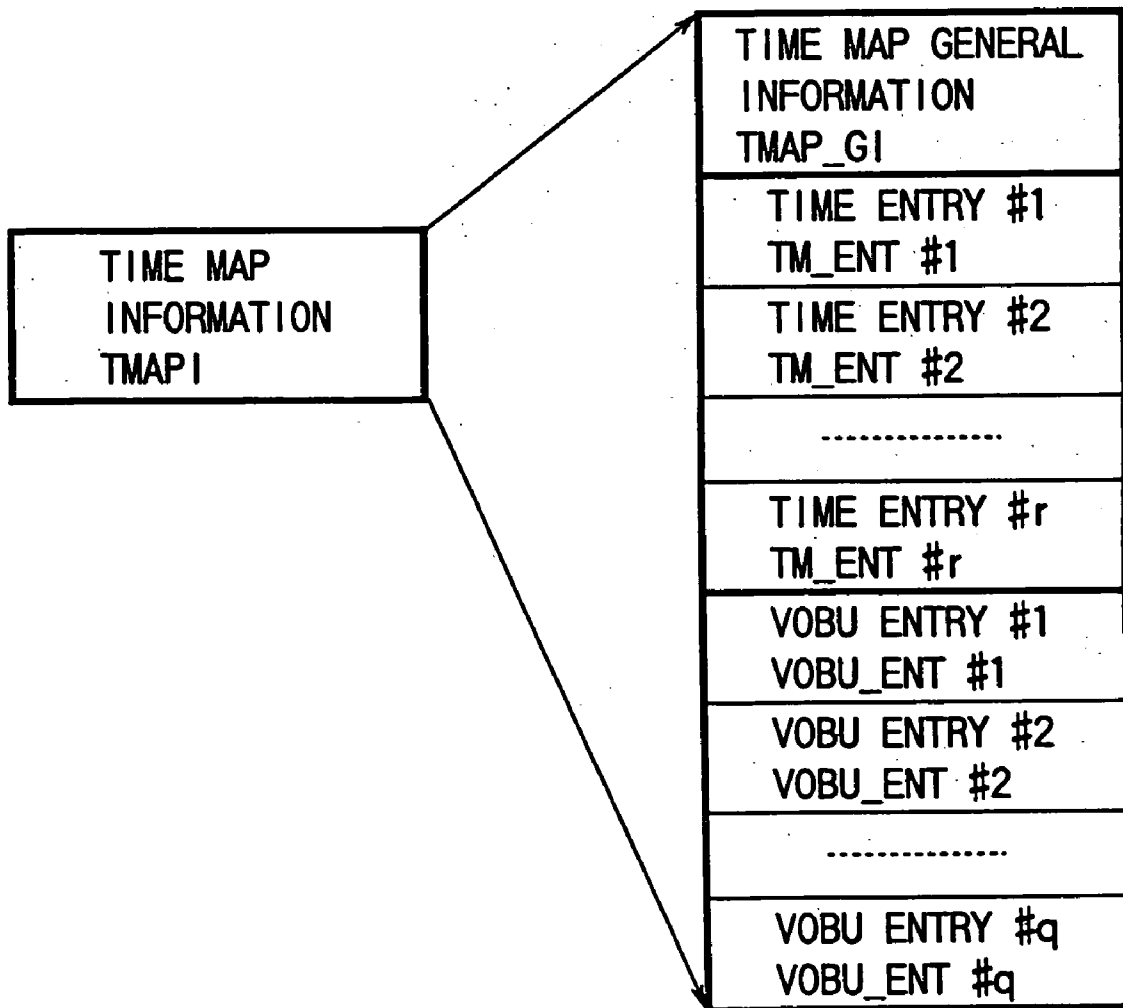 TIME MAP
INFORMATION
TMAPI
TIME MAP GENERAL
INFORMATION
TMAP_GI
TIME ENTRY #1
TM_ENT #1
TIME ENTRY #2
TM_ENT #2
TIME ENTRY #r
TM_ENT #r
VOBU ENTRY #1
VOBU_ENT #1
VOBU ENTRY #2
VOBU_ENT #2
VOBU ENTRY #q
VOBU_ENT #q